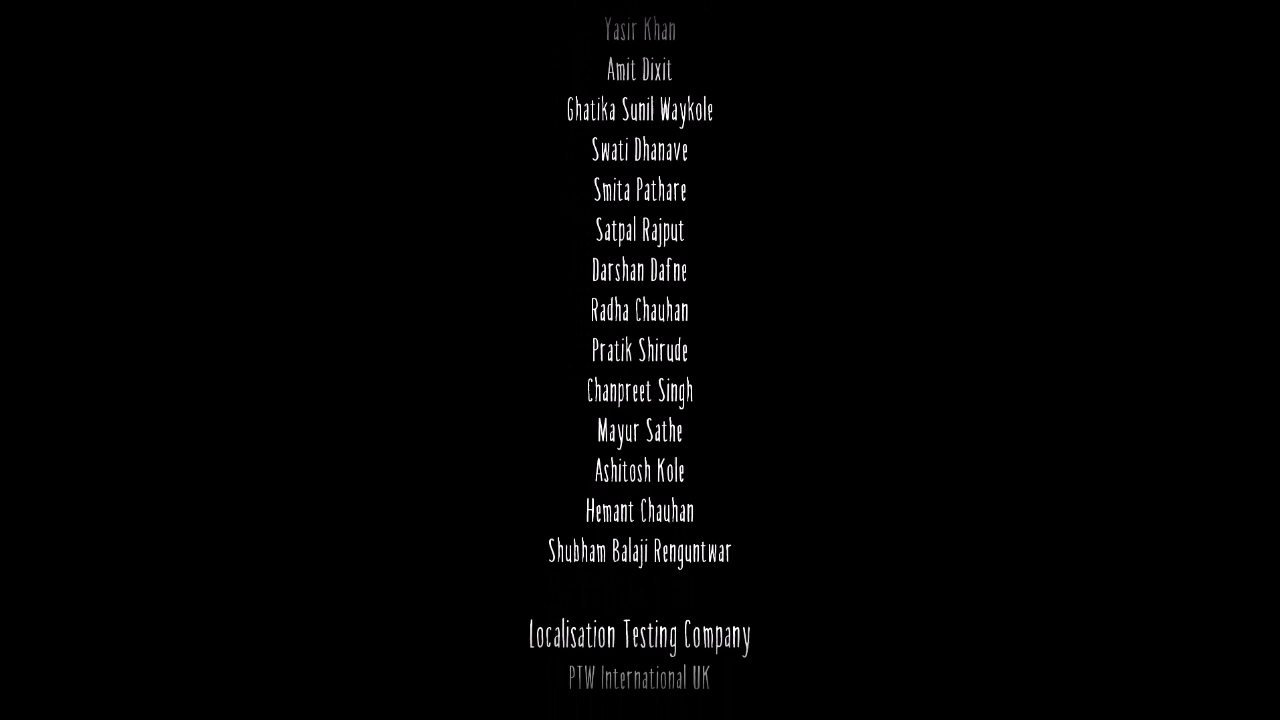 Yasir Khan
Amit Dixit
Ghatika Sunil Waykole
Swati Dhanave
Smita Pathare
Satpal Rajput
Darshan Dafne
Radha Chauhan
Pratik Shirude
Chanpreet Singh
Mayur Sathe
Ashitosh Kole
Hemant Chauhan
Shubham Balaji Renguntwar
Localisation Testing Company
PTW International UK